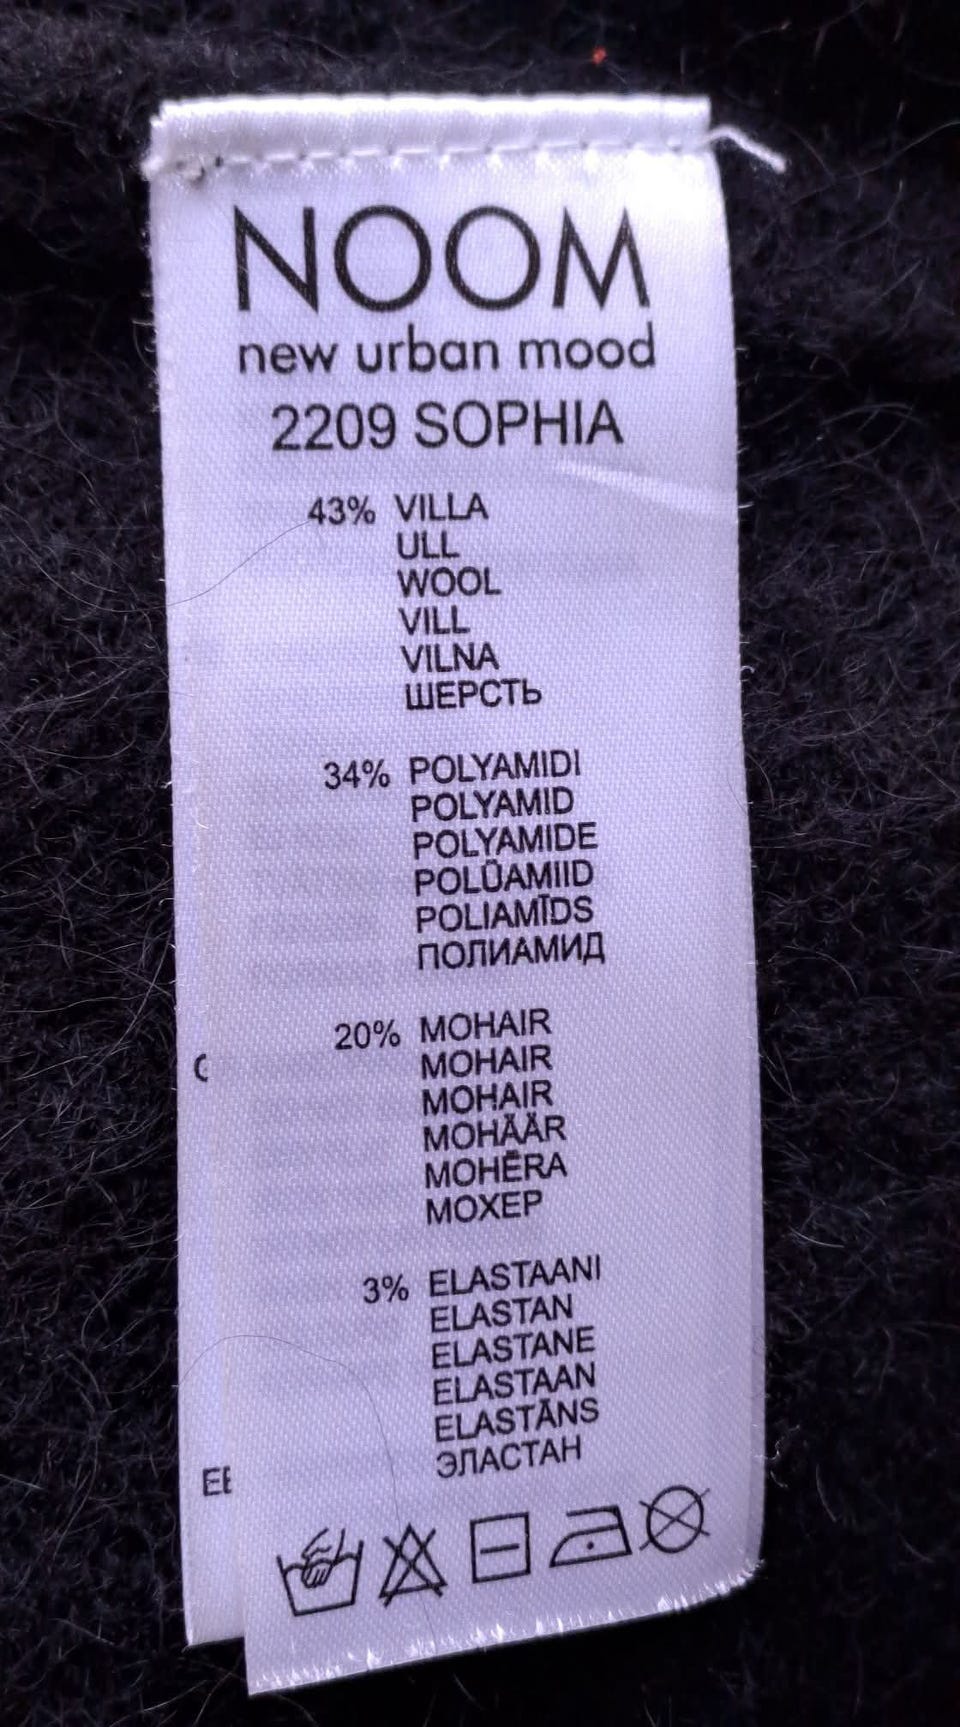 NOOM
new urban mood
2209 SOPHIA
43% VILLA
ULL
WOOL
VILL
VILNA
ШЕРСТЬ
34% POLYAMIDI
POLYAMID
POLYAMIDE
POLÜAMIID
POLIAMĪDS
ПОЛИАМИД
20% MOHAIR
MOHAIR
MOHAIR
MOHÄÄR
MOHĒRA
МОХЕР
3% ELASTAANI
ELASTAN
ELASTANE
ELASTAAN
ELASTĀNS
ЭЛАСТАН